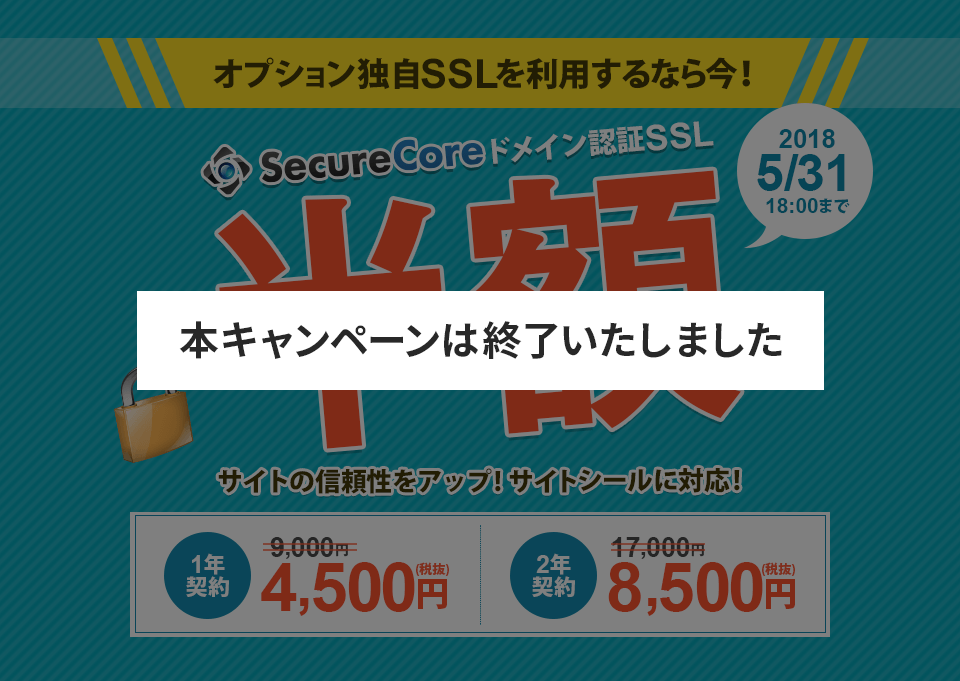 オプション独自SSLを利用するなら今!
SecureCoreドメイン認証SSL
2018
5/31
18:00まで
半額
本キャンペーンは終了いたしました
サイトの信頼性をアップ!サイトシールに対応!
1年
契約
9,000円
4,500円(税抜)
2年
契約
17,000円
8,500円(税抜)